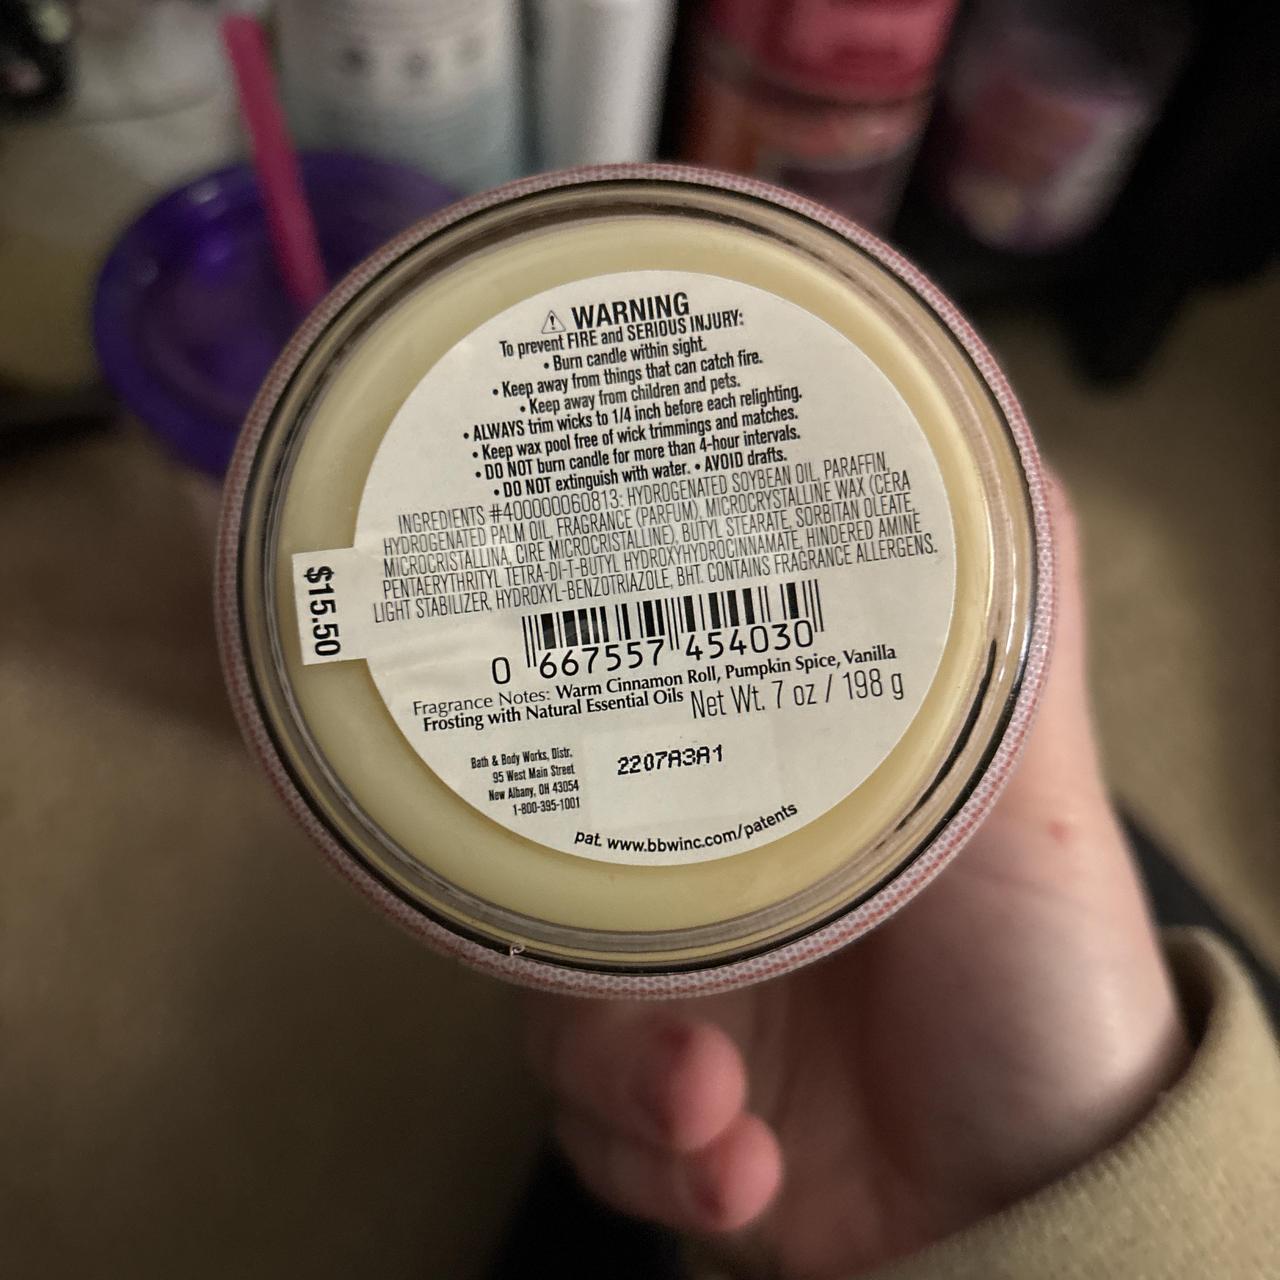 ⚠ WARNING
To prevent FIRE and SERIOUS INJURY:
• Burn candle within sight.
• Keep away from things that can catch fire.
• Keep away from children and pets.
• ALWAYS trim wicks to 1/4 inch before each relighting.
• Keep wax pool free of wick trimmings and matches.
• DO NOT burn candle for more than 4-hour intervals.
• DO NOT extinguish with water. • AVOID drafts.
INGREDIENTS #400000060813: HYDROGENATED SOYBEAN OIL, PARAFFIN,
HYDROGENATED PALM OIL, FRAGRANCE (PARFUM), MICROCRYSTALLINE WAX (CERA
MICROCRISTALLINA, CIRE MICROCRISTALLINE), BUTYL STEARATE, SORBITAN OLEATE,
PENTAERYTHRITYL TETRA-DI-T-BUTYL HYDROXYHYDROCINNAMATE, HINDERED AMINE
LIGHT STABILIZER, HYDROXYL-BENZOTRIAZOLE, BHT. CONTAINS FRAGRANCE ALLERGENS.
$15.50
0 667557 454030
Fragrance Notes: Warm Cinnamon Roll, Pumpkin Spice, Vanilla
Frosting with Natural Essential Oils
Net Wt. 7 oz / 198 g
Bath & Body Works, Distr.
95 West Main Street
New Albany, OH 43054
1-800-395-1001
2207A3A1
pat. www.bbwinc.com/patents